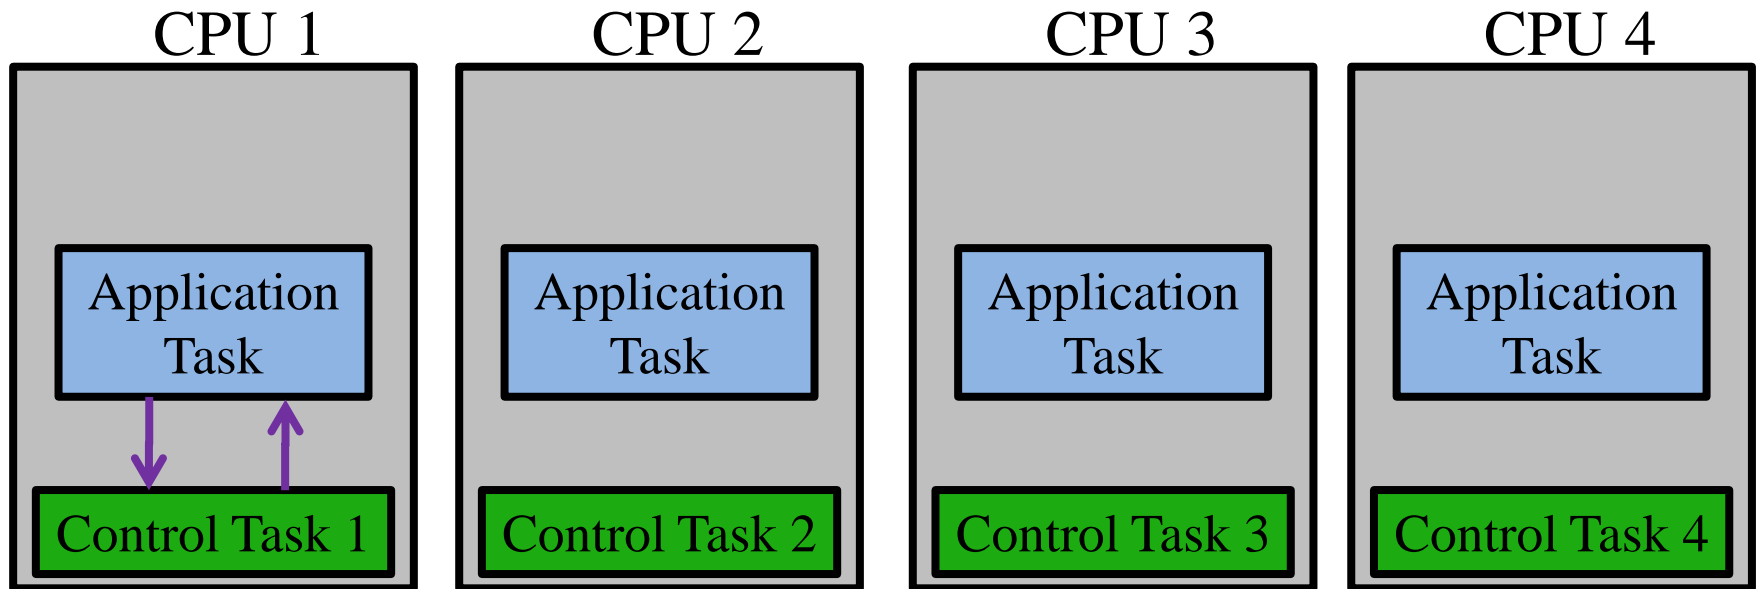 CPU 1
CPU 2
CPU 3
CPU 4
Application
Task
Application
Task
Application
Task
Application
Task
Control Task 1
Control Task 2
Control Task 3
Control Task 4